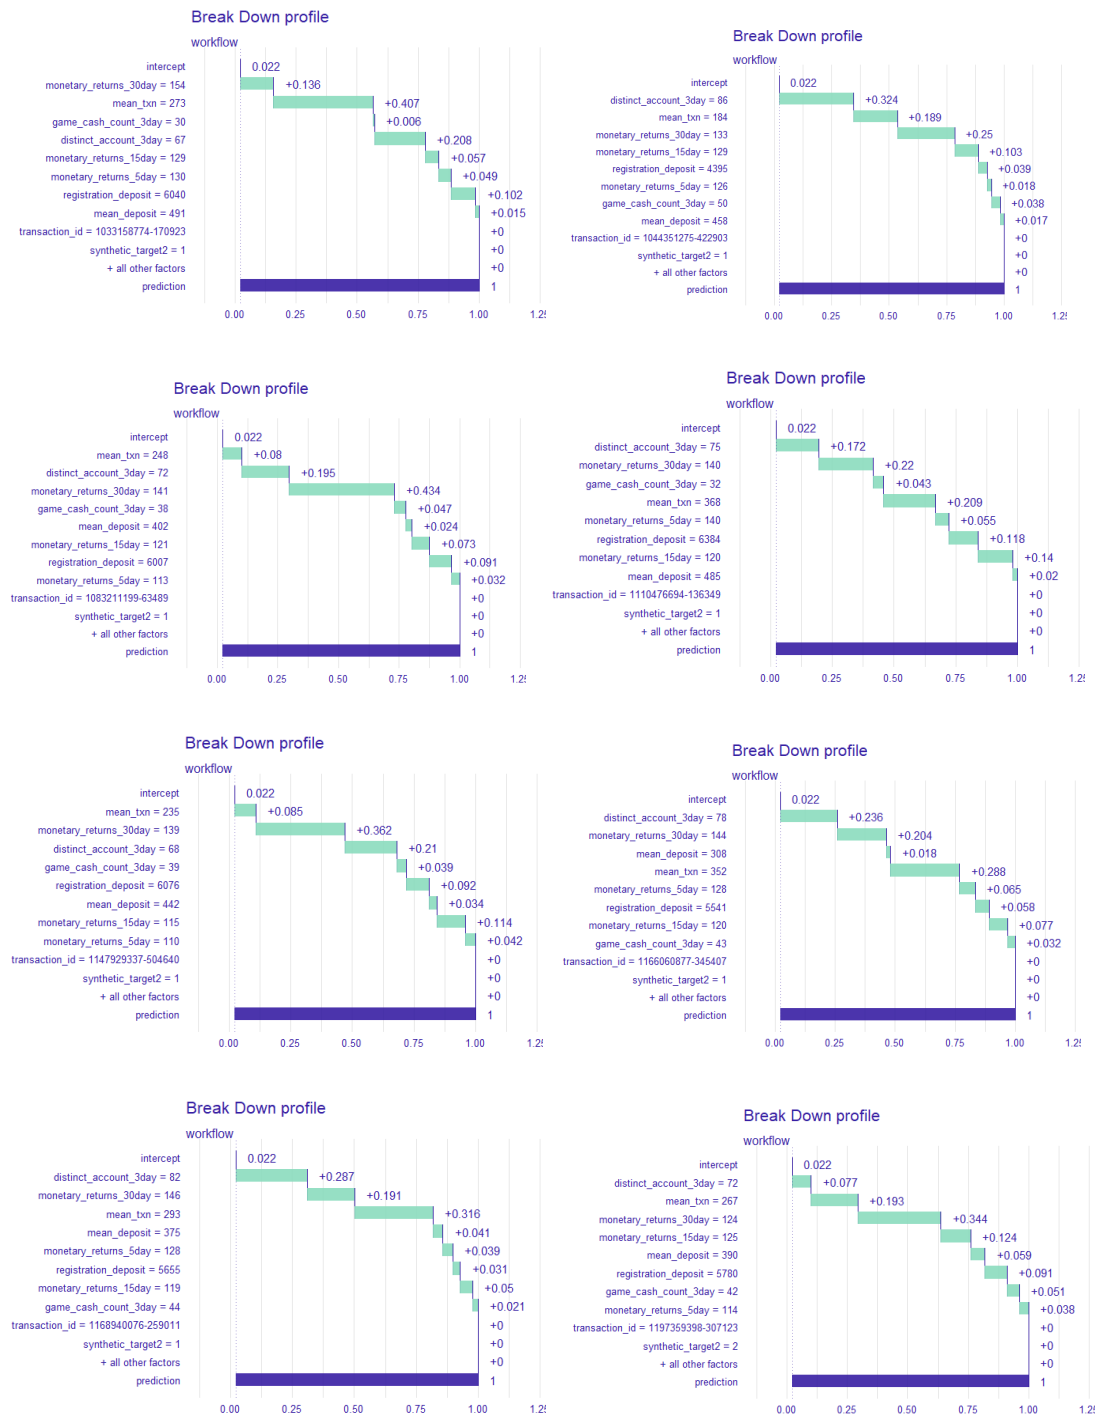 Break Down profile
workflow
intercept 0.022
monetary_returns_30day = 154 +0.136
mean_txn = 273 +0.407
game_cash_count_3day = 30 +0.006
distinct_account_3day = 67 +0.208
monetary_returns_15day = 129 +0.057
monetary_returns_5day = 130 +0.049
registration_deposit = 6040 +0.102
mean_deposit = 491 +0.015
transaction_id = 1033158774-170923 +0
synthetic_target2 = 1 +0
+ all other factors +0
prediction 1
0.00 0.25 0.50 0.75 1.00 1.25
Break Down profile
workflow
intercept 0.022
distinct_account_3day = 86 +0.324
mean_txn = 184 +0.189
monetary_returns_30day = 133 +0.25
monetary_returns_15day = 129 +0.103
registration_deposit = 4395 +0.039
monetary_returns_5day = 126 +0.018
game_cash_count_3day = 50 +0.038
mean_deposit = 458 +0.017
transaction_id = 1044351275-422903 +0
synthetic_target2 = 1 +0
+ all other factors +0
prediction 1
0.00 0.25 0.50 0.75 1.00 1.25
Break Down profile
workflow
intercept 0.022
mean_txn = 248 +0.08
distinct_account_3day = 72 +0.195
monetary_returns_30day = 141 +0.434
game_cash_count_3day = 38 +0.047
mean_deposit = 402 +0.024
monetary_returns_15day = 121 +0.073
registration_deposit = 6007 +0.091
monetary_returns_5day = 113 +0.032
transaction_id = 1083211199-63489 +0
synthetic_target2 = 1 +0
+ all other factors +0
prediction 1
0.00 0.25 0.50 0.75 1.00 1.25
Break Down profile
workflow
intercept 0.022
distinct_account_3day = 75 +0.172
monetary_returns_30day = 140 +0.22
game_cash_count_3day = 32 +0.043
mean_txn = 368 +0.209
monetary_returns_5day = 140 +0.055
registration_deposit = 6384 +0.118
monetary_returns_15day = 120 +0.14
mean_deposit = 485 +0.02
transaction_id = 1110476694-136349 +0
synthetic_target2 = 1 +0
+ all other factors +0
prediction 1
0.00 0.25 0.50 0.75 1.00 1.25
Break Down profile
workflow
intercept 0.022
mean_txn = 235 +0.085
monetary_returns_30day = 139 +0.362
distinct_account_3day = 68 +0.21
game_cash_count_3day = 39 +0.039
registration_deposit = 6076 +0.092
mean_deposit = 442 +0.034
monetary_returns_15day = 115 +0.114
monetary_returns_5day = 110 +0.042
transaction_id = 1147929337-504640 +0
synthetic_target2 = 1 +0
+ all other factors +0
prediction 1
0.00 0.25 0.50 0.75 1.00 1.25
Break Down profile
workflow
intercept 0.022
distinct_account_3day = 78 +0.236
monetary_returns_30day = 144 +0.204
mean_deposit = 308 +0.018
mean_txn = 352 +0.288
monetary_returns_5day = 128 +0.065
registration_deposit = 5541 +0.058
monetary_returns_15day = 120 +0.077
game_cash_count_3day = 43 +0.032
transaction_id = 1166060877-345407 +0
synthetic_target2 = 1 +0
+ all other factors +0
prediction 1
0.00 0.25 0.50 0.75 1.00 1.25
Break Down profile
workflow
intercept 0.022
distinct_account_3day = 82 +0.287
monetary_returns_30day = 146 +0.191
mean_txn = 293 +0.316
mean_deposit = 375 +0.041
monetary_returns_5day = 128 +0.039
registration_deposit = 5655 +0.031
monetary_returns_15day = 119 +0.05
game_cash_count_3day = 44 +0.021
transaction_id = 1168940076-259011 +0
synthetic_target2 = 1 +0
+ all other factors +0
prediction 1
0.00 0.25 0.50 0.75 1.00 1.25
Break Down profile
workflow
intercept 0.022
distinct_account_3day = 72 +0.077
mean_txn = 267 +0.193
monetary_returns_30day = 124 +0.344
monetary_returns_15day = 125 +0.124
mean_deposit = 390 +0.059
registration_deposit = 5780 +0.091
game_cash_count_3day = 42 +0.051
monetary_returns_5day = 114 +0.038
transaction_id = 1197359398-307123 +0
synthetic_target2 = 2 +0
+ all other factors +0
prediction 1
0.00 0.25 0.50 0.75 1.00 1.25